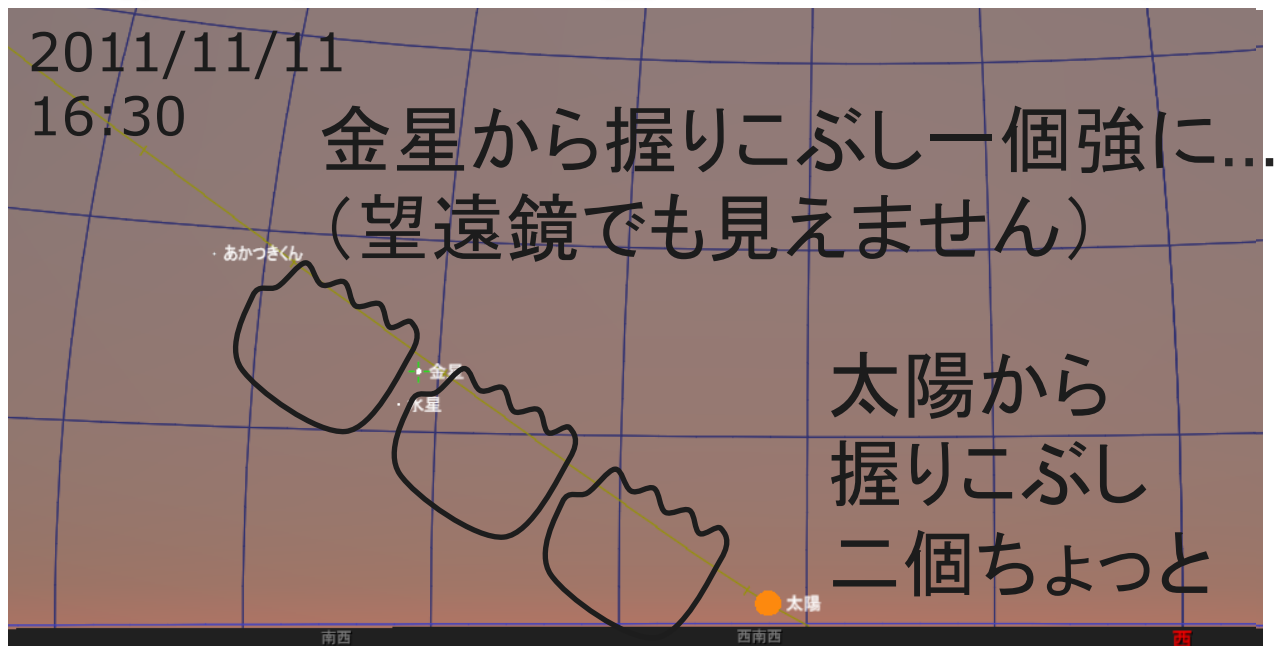 2011/11/11
16:30
金星から握りこぶし一個強に...
（望遠鏡でも見えません）
あかつきくん
太陽から
握りこぶし
二個ちょっと
金星
水星
太陽
南西
西南西
西